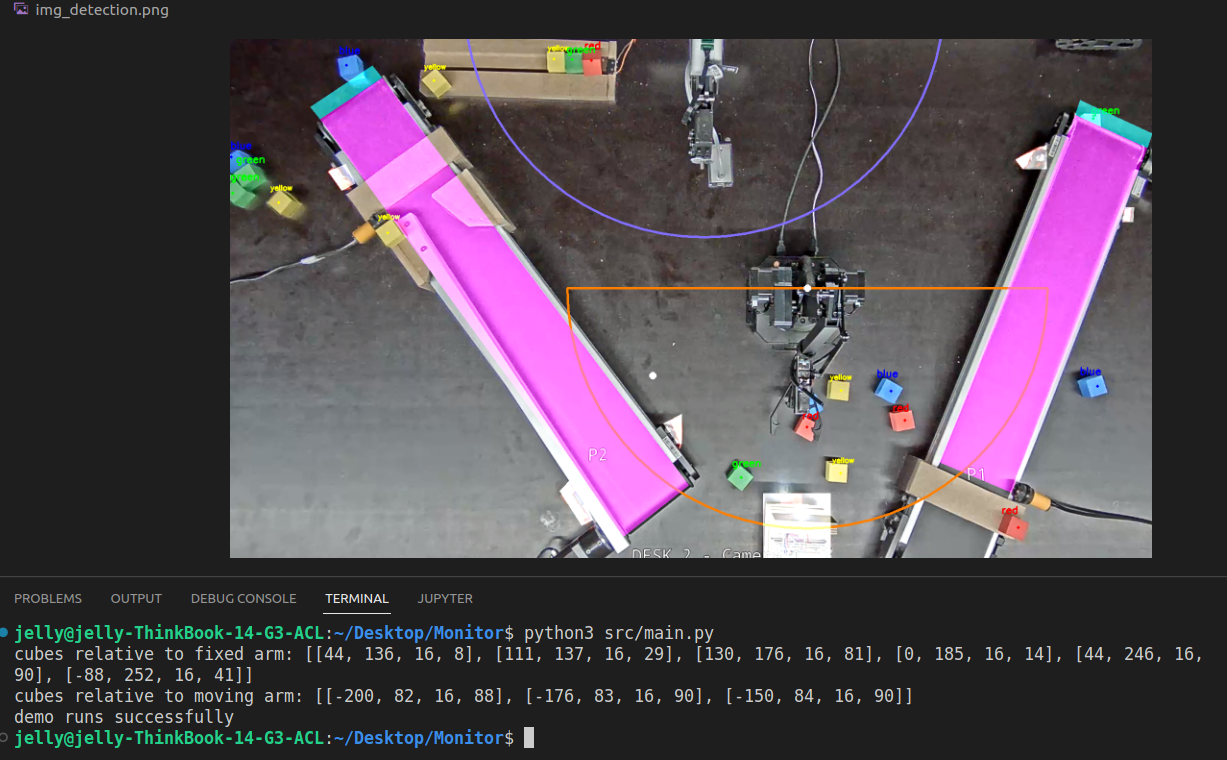 img_detection.png
blue
yellow
yellow
green
red
green
blue
green
green
yellow
yellow
yellow
blue
blue
red
red
P2
green
yellow
P1
red
DESK 2 - Came
PROBLEMS OUTPUT DEBUG CONSOLE TERMINAL JUPYTER
jelly@jelly-ThinkBook-14-G3-ACL:~/Desktop/Monitor$ python3 src/main.py
cubes relative to fixed arm: [[44, 136, 16, 8], [111, 137, 16, 29], [130, 176, 16, 81], [0, 185, 16, 14], [44, 246, 16,
90], [-88, 252, 16, 41]]
cubes relative to moving arm: [[-200, 82, 16, 88], [-176, 83, 16, 90], [-150, 84, 16, 90]]
demo runs successfully
jelly@jelly-ThinkBook-14-G3-ACL:~/Desktop/Monitor$